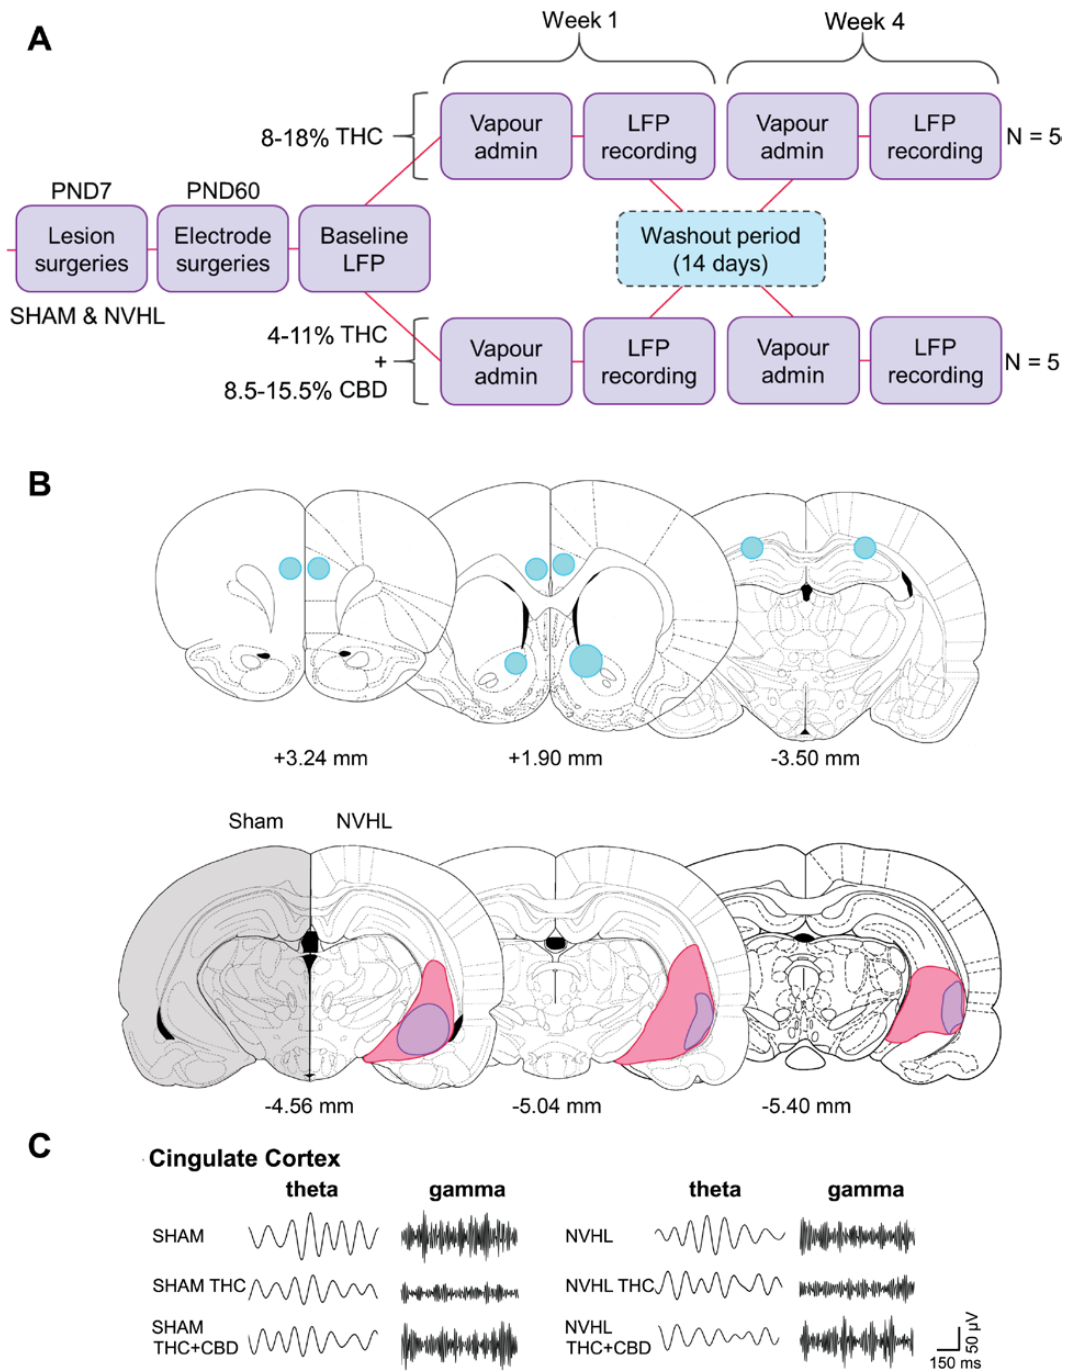 A
Week 1
Week 4
8-18% THC
Vapour
admin
LFP
recording
Vapour
admin
LFP
recording
N = 5
PND7
PND60
Lesion
surgeries
Electrode
surgeries
Baseline
LFP
Washout period
(14 days)
SHAM & NVHL
4-11% THC
+
8.5-15.5% CBD
Vapour
admin
LFP
recording
Vapour
admin
LFP
recording
N = 5
B
+3.24 mm
+1.90 mm
-3.50 mm
Sham
NVHL
-4.56 mm
-5.04 mm
-5.40 mm
C
Cingulate Cortex
theta
gamma
theta
gamma
SHAM
NVHL
SHAM THC
NVHL THC
SHAM
THC+CBD
NVHL
THC+CBD
50 µV
150 ms